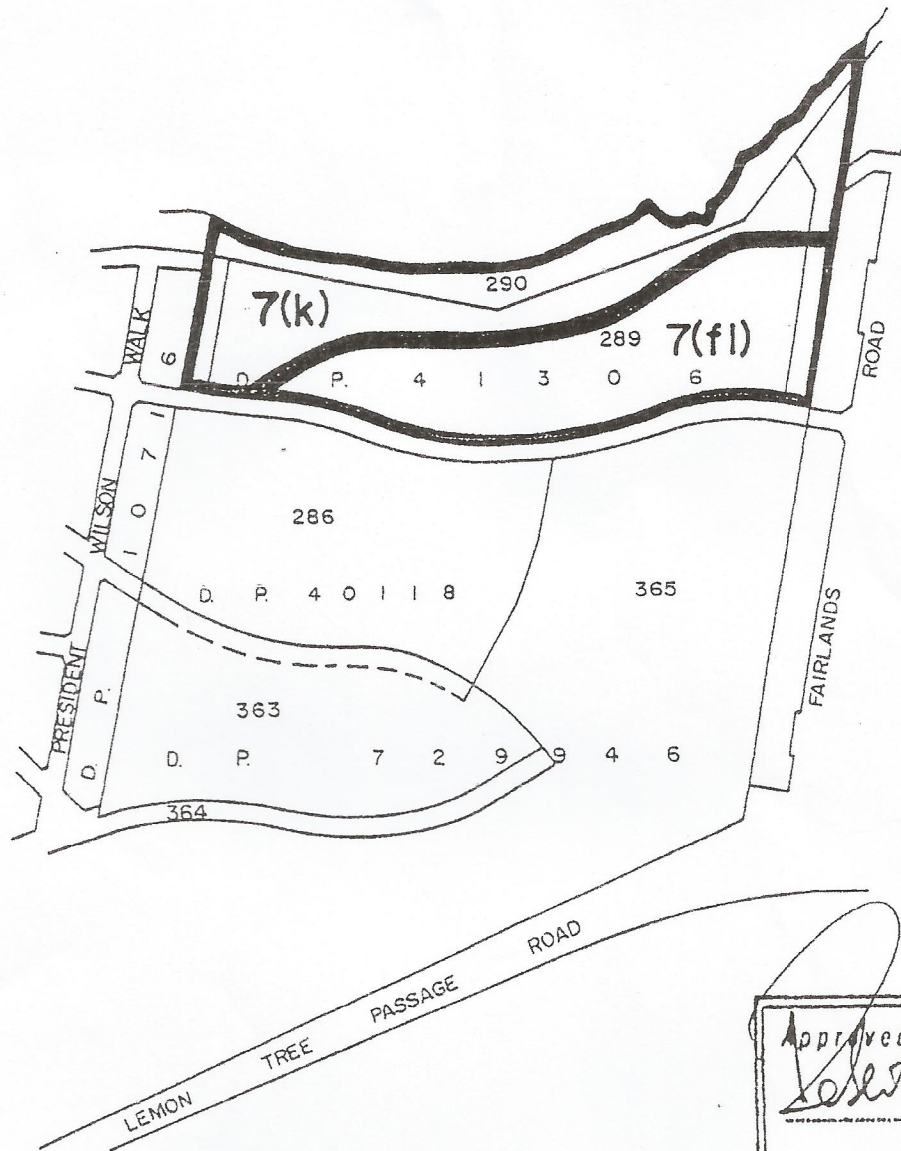 290
7(k)
289 7(f1)
D. P. 4 1 3 0 6
ROAD
WALK
6
1 0 7 1
WILSON
286
D. P. 4 0 1 1 8
365
FAIRLANDS
PRESIDENT
D. P.
363
D. P. 7 2 9 9 4 6
364
LEMON TREE PASSAGE ROAD
Approved